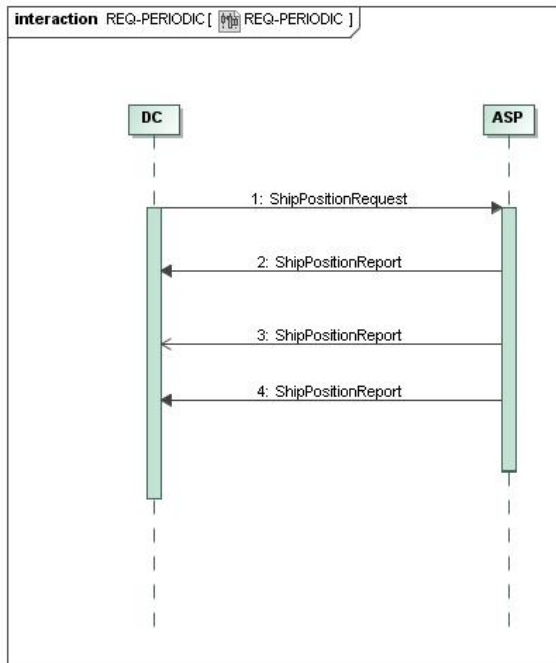 interaction REQ-PERIODIC [ REQ-PERIODIC ]
DC
ASP
1: ShipPositionRequest
2: ShipPositionReport
3: ShipPositionReport
4: ShipPositionReport